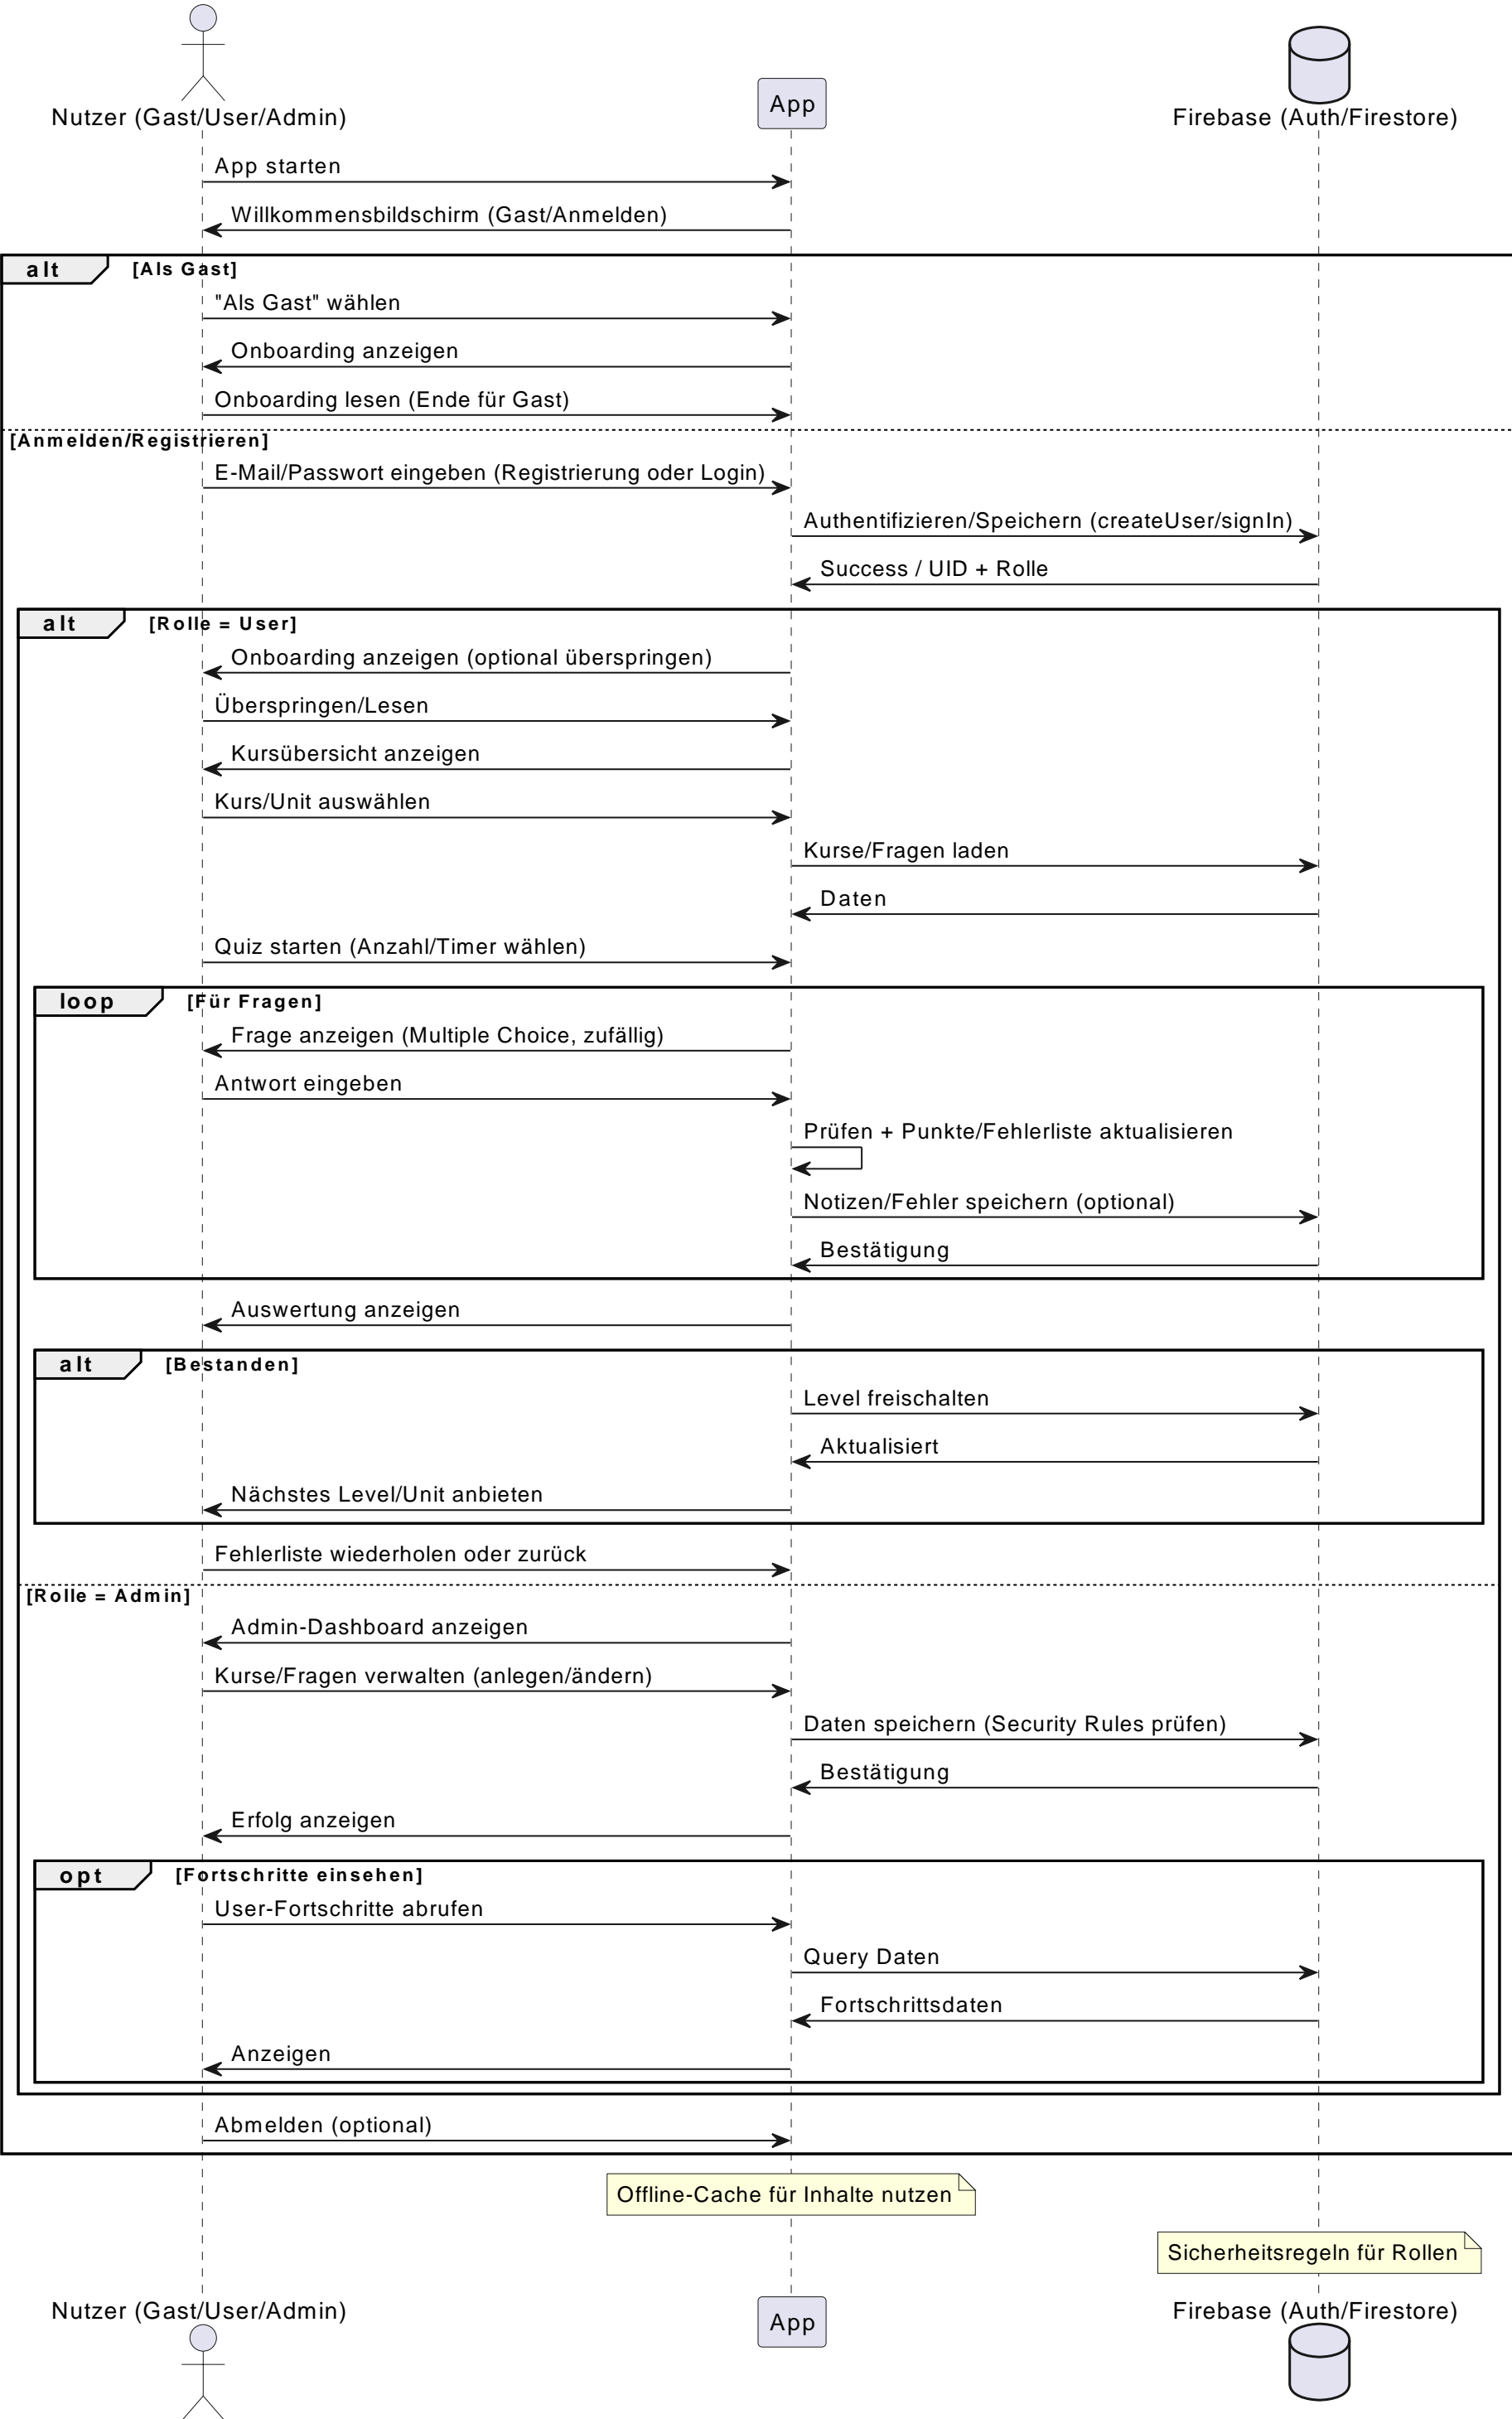 Nutzer (Gast/User/Admin)
App
Firebase (Auth/Firestore)
App starten
Willkommensbildschirm (Gast/Anmelden)
alt [Als Gast]
"Als Gast" wählen
Onboarding anzeigen
Onboarding lesen (Ende für Gast)
[Anmelden/Registrieren]
E-Mail/Passwort eingeben (Registrierung oder Login)
Authentifizieren/Speichern (createUser/signIn)
Success / UID + Rolle
alt [Rolle = User]
Onboarding anzeigen (optional überspringen)
Überspringen/Lesen
Kursübersicht anzeigen
Kurs/Unit auswählen
Kurse/Fragen laden
Daten
Quiz starten (Anzahl/Timer wählen)
loop [Für Fragen]
Frage anzeigen (Multiple Choice, zufällig)
Antwort eingeben
Prüfen + Punkte/Fehlerliste aktualisieren
Notizen/Fehler speichern (optional)
Bestätigung
Auswertung anzeigen
alt [Bestanden]
Level freischalten
Aktualisiert
Nächstes Level/Unit anbieten
Fehlerliste wiederholen oder zurück
[Rolle = Admin]
Admin-Dashboard anzeigen
Kurse/Fragen verwalten (anlegen/ändern)
Daten speichern (Security Rules prüfen)
Bestätigung
Erfolg anzeigen
opt [Fortschritte einsehen]
User-Fortschritte abrufen
Query Daten
Fortschrittsdaten
Anzeigen
Abmelden (optional)
Offline-Cache für Inhalte nutzen
Sicherheitsregeln für Rollen
Nutzer (Gast/User/Admin)
App
Firebase (Auth/Firestore)